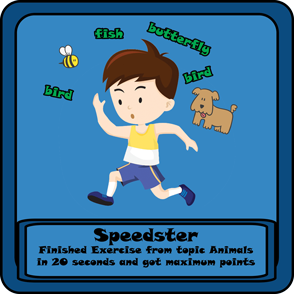 fish
butterfly
bird
bird
Speedster
Finished Exercise from topic Animals
in 20 seconds and got maximum points